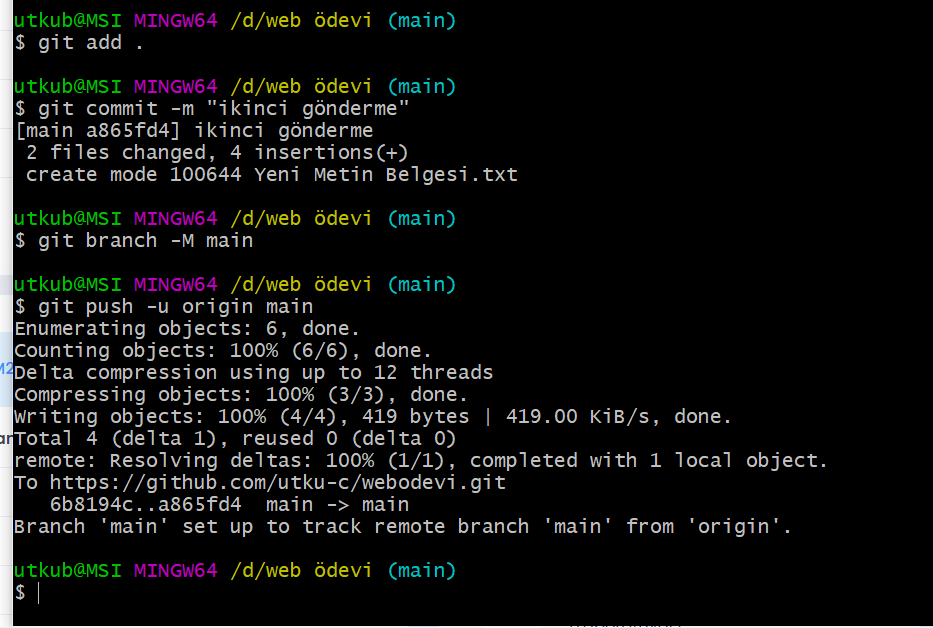 utkub@MSI MINGW64 /d/web ödevi (main)
$ git add .
utkub@MSI MINGW64 /d/web ödevi (main)
$ git commit -m "ikinci gönderme"
[main a865fd4] ikinci gönderme
 2 files changed, 4 insertions(+)
 create mode 100644 Yeni Metin Belgesi.txt
utkub@MSI MINGW64 /d/web ödevi (main)
$ git branch -M main
utkub@MSI MINGW64 /d/web ödevi (main)
$ git push -u origin main
Enumerating objects: 6, done.
Counting objects: 100% (6/6), done.
Delta compression using up to 12 threads
Compressing objects: 100% (3/3), done.
Writing objects: 100% (4/4), 419 bytes | 419.00 KiB/s, done.
Total 4 (delta 1), reused 0 (delta 0)
remote: Resolving deltas: 100% (1/1), completed with 1 local object.
To https://github.com/utku-c/webodevi.git
   6b8194c..a865fd4  main -> main
Branch 'main' set up to track remote branch 'main' from 'origin'.
utkub@MSI MINGW64 /d/web ödevi (main)
$